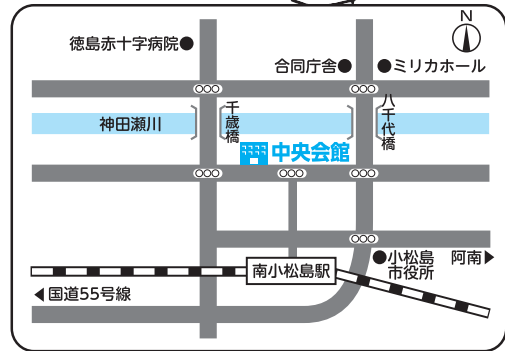 N
徳島赤十字病院
合同庁舎
ミリカホール
神田瀬川
千歳橋
八千代橋
中央会館
小松島
市役所
阿南
南小松島駅
国道55号線